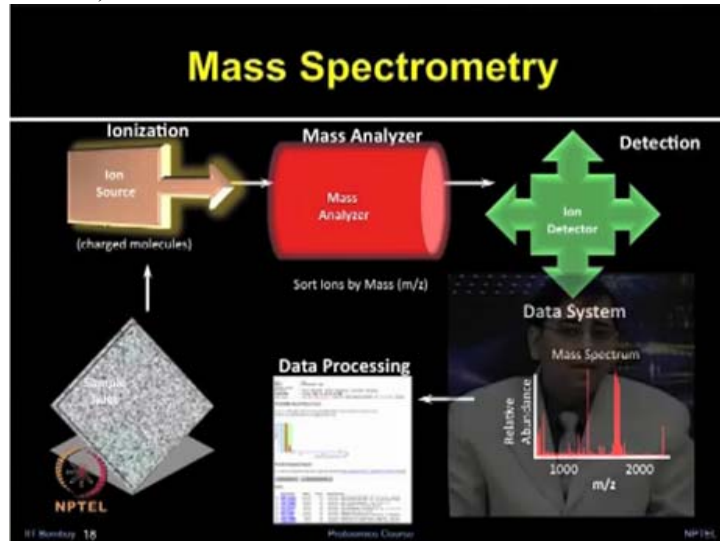 Mass Spectrometry
Ionization
Mass Analyzer
Detection
Ion
Source
Mass
Analyzer
Ion
Detector
(charged molecules)
Sort Ions by Mass (m/z)
Data System
Mass Spectrum
Data Processing
Relative
Abundance
1000
2000
m/z
Sample
NPTEL
IIT Bombay 18
Proteomics Course
NPTEL